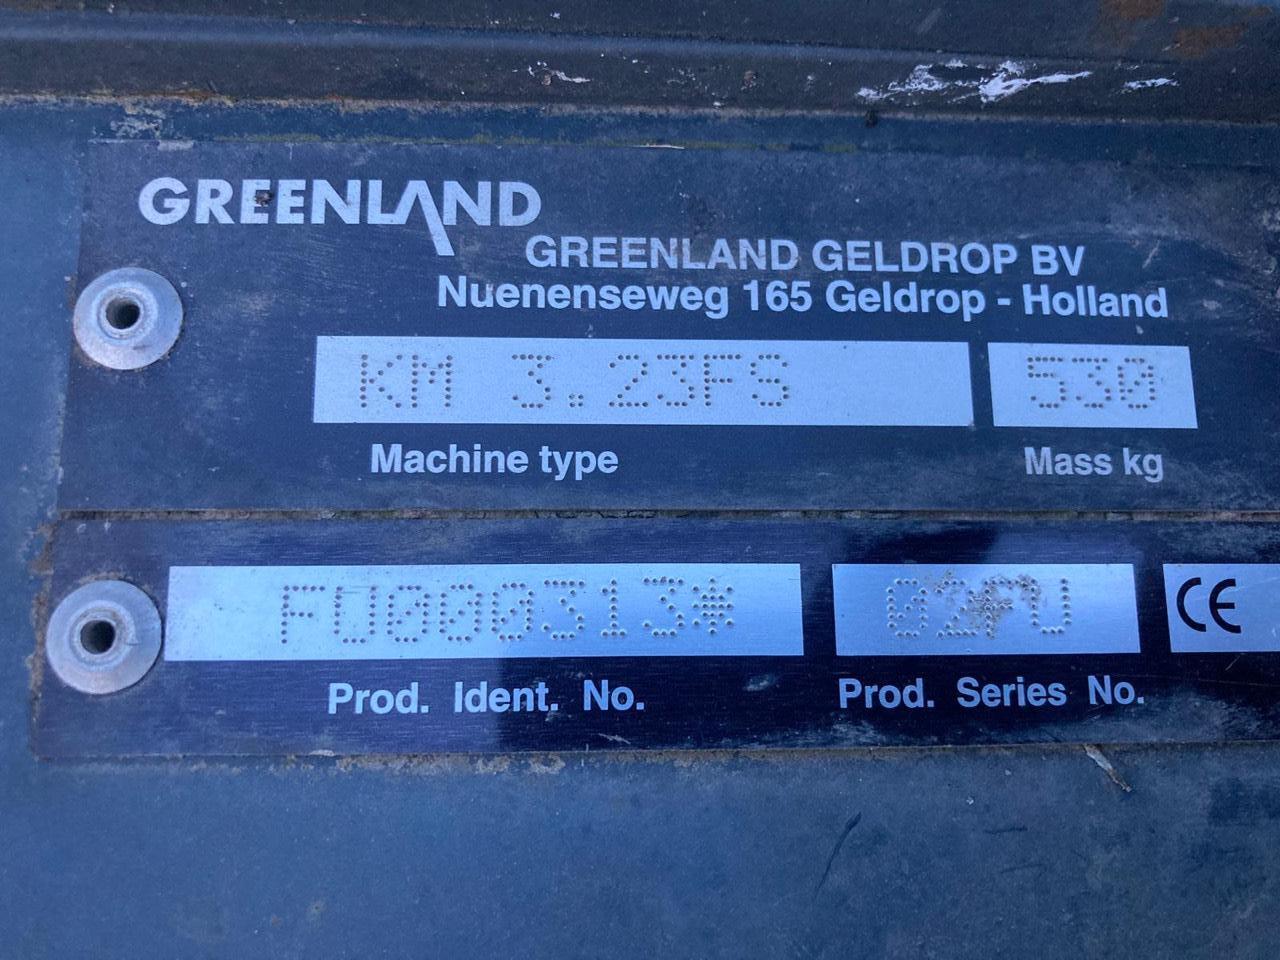 GREENLAND
GREENLAND GELDROP BV
Nuenenseweg 165 Geldrop - Holland
KM 3.23FS 530
Machine type Mass kg
FU000313* 02FU CE
Prod. Ident. No. Prod. Series No.